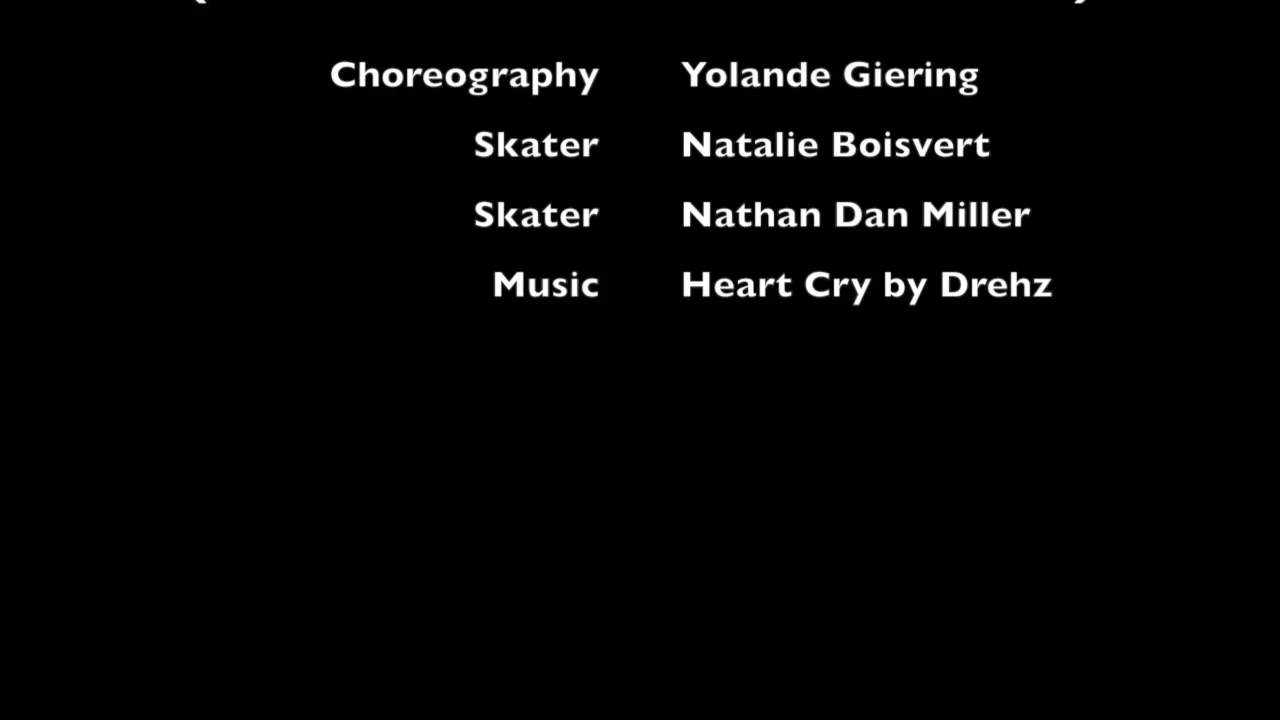 Choreography Yolande Giering
Skater Natalie Boisvert
Skater Nathan Dan Miller
Music Heart Cry by Drehz